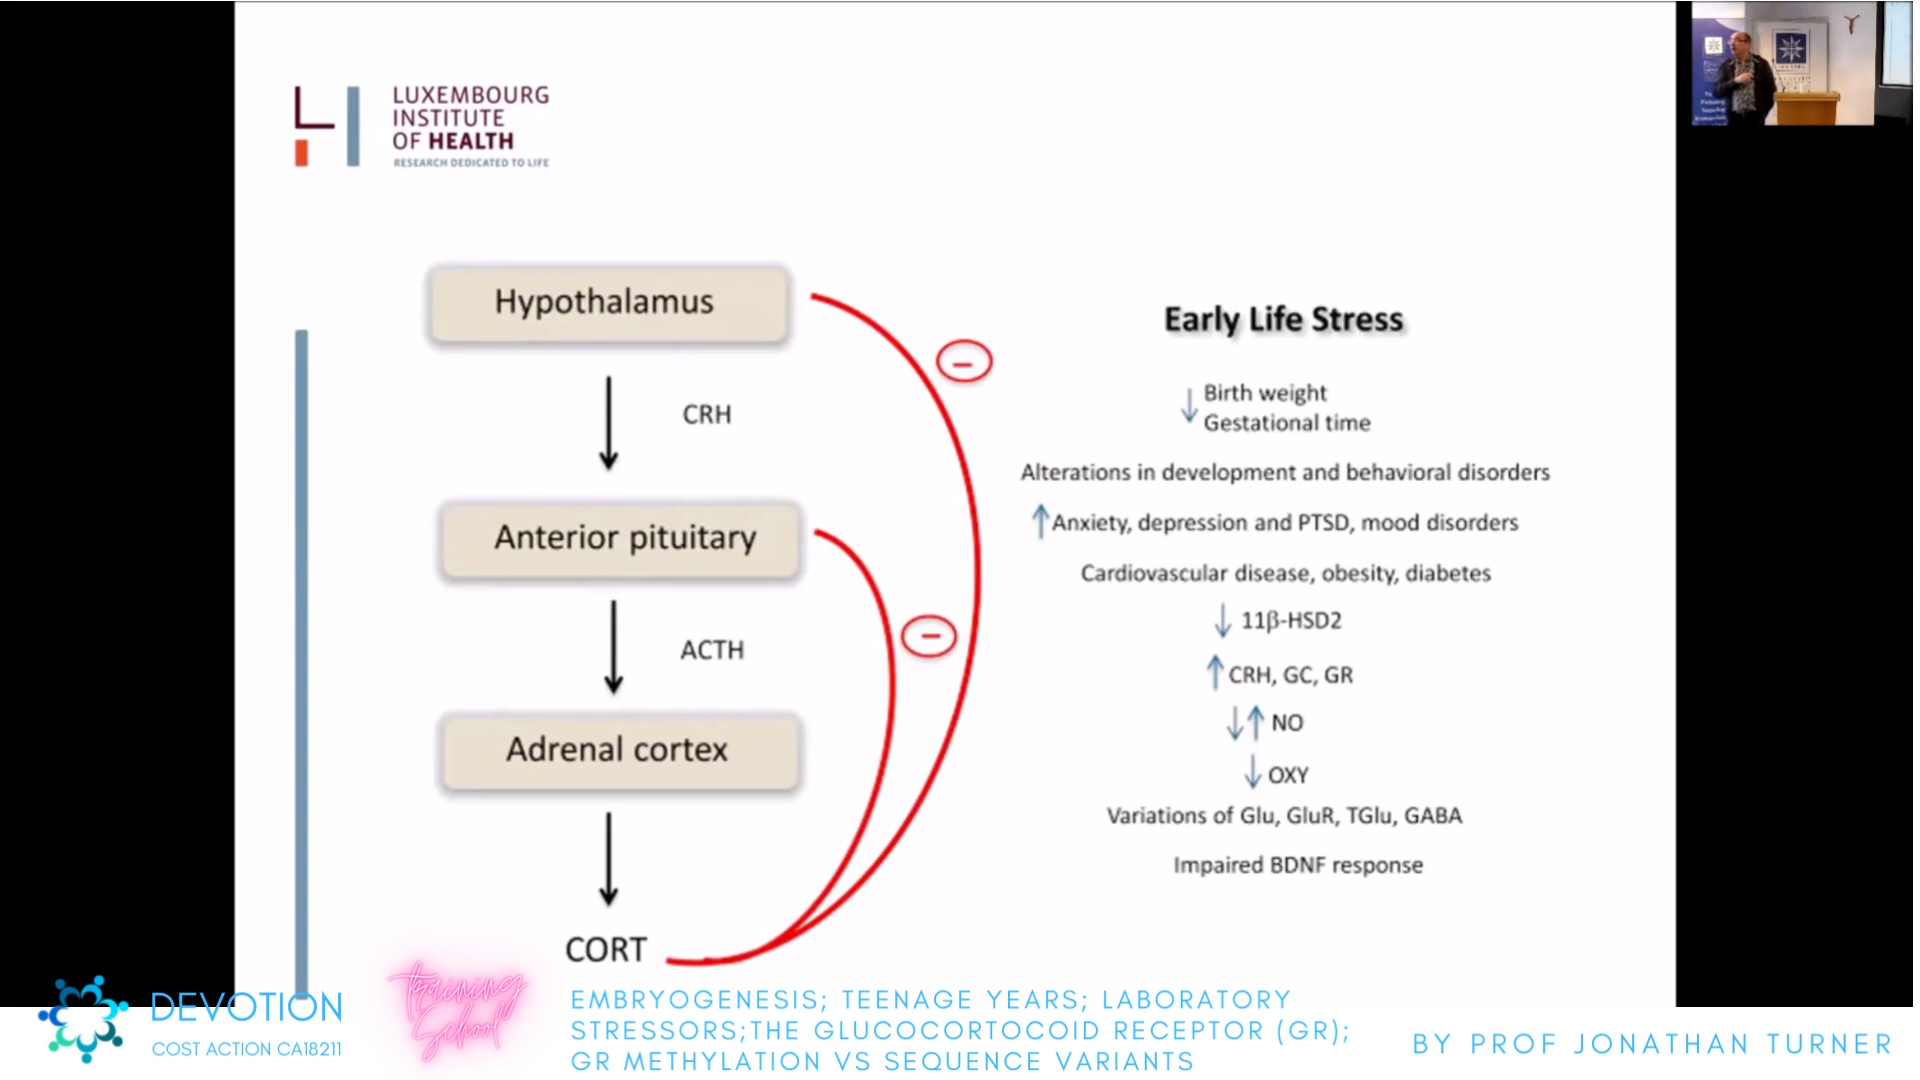 LUXEMBOURG
INSTITUTE
OF HEALTH
RESEARCH DEDICATED TO LIFE
Hypothalamus
CRH
Anterior pituitary
ACTH
Adrenal cortex
CORT
Early Life Stress
↓ Birth weight
Gestational time
Alterations in development and behavioral disorders
↑ Anxiety, depression and PTSD, mood disorders
Cardiovascular disease, obesity, diabetes
↓ 11β-HSD2
↑ CRH, GC, GR
↓↑ NO
↓ OXY
Variations of Glu, GluR, TGlu, GABA
Impaired BDNF response
DEVOTION
COST ACTION CA18211
Training
School
EMBRYOGENESIS; TEENAGE YEARS; LABORATORY
STRESSORS;THE GLUCOCORTOCOID RECEPTOR (GR);
GR METHYLATION VS SEQUENCE VARIANTS
BY PROF JONATHAN TURNER